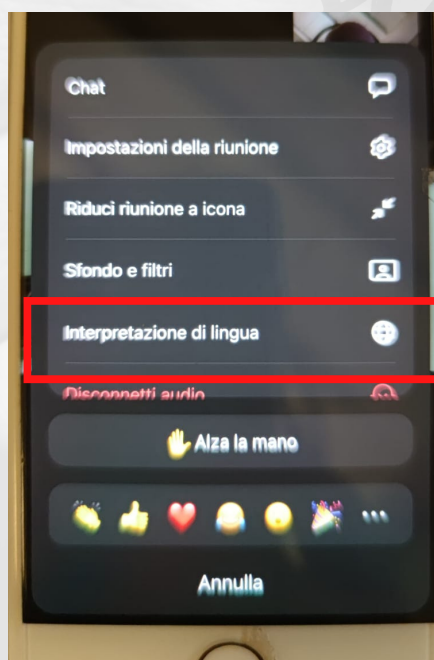 Chat
Impostazioni della riunione
Riduci riunione a icona
Sfondo e filtri
Interpretazione di lingua
Disconnetti audio
Alza la mano
Annulla